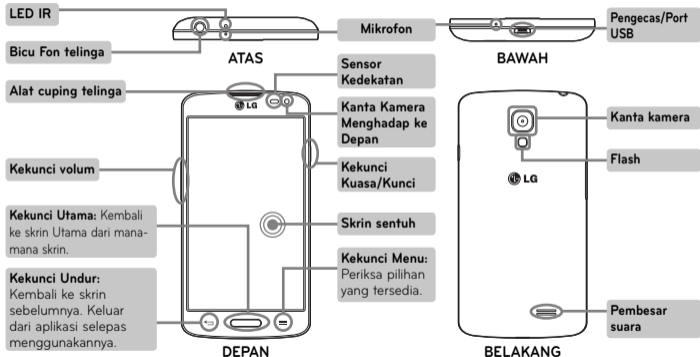 LED IR
Bicu Fon telinga
ATAS
Mikrofon
BAWAH
Pengecas/Port
USB
Alat cuping telinga
Sensor
Kedekatan
Kanta Kamera
Menghadap ke
Depan
LG
Kekunci volum
Kekunci
Kuasa/Kunci
Kekunci Utama: Kembali
ke skrin Utama dari mana-
mana skrin.
Skrin sentuh
Kekunci Undur:
Kembali ke skrin
sebelumnya. Keluar
dari aplikasi selepas
menggunakannya.
Kekunci Menu:
Periksa pilihan
yang tersedia.
DEPAN
Kanta kamera
Flash
LG
Pembesar
suara
BELAKANG